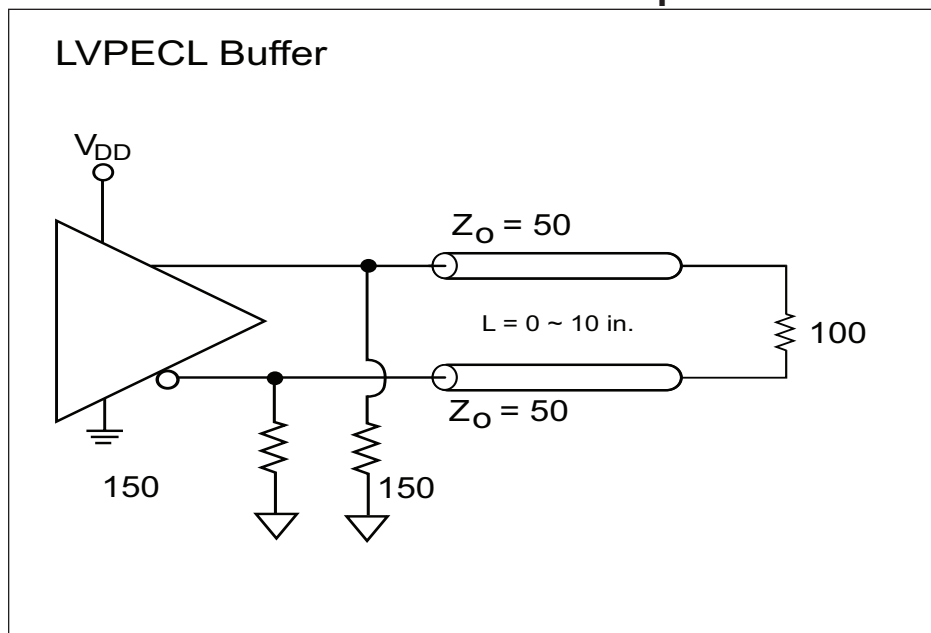 LVPECL Buffer
VDD
ZO = 50
L = 0 ~ 10 in.
100
ZO = 50
150
150